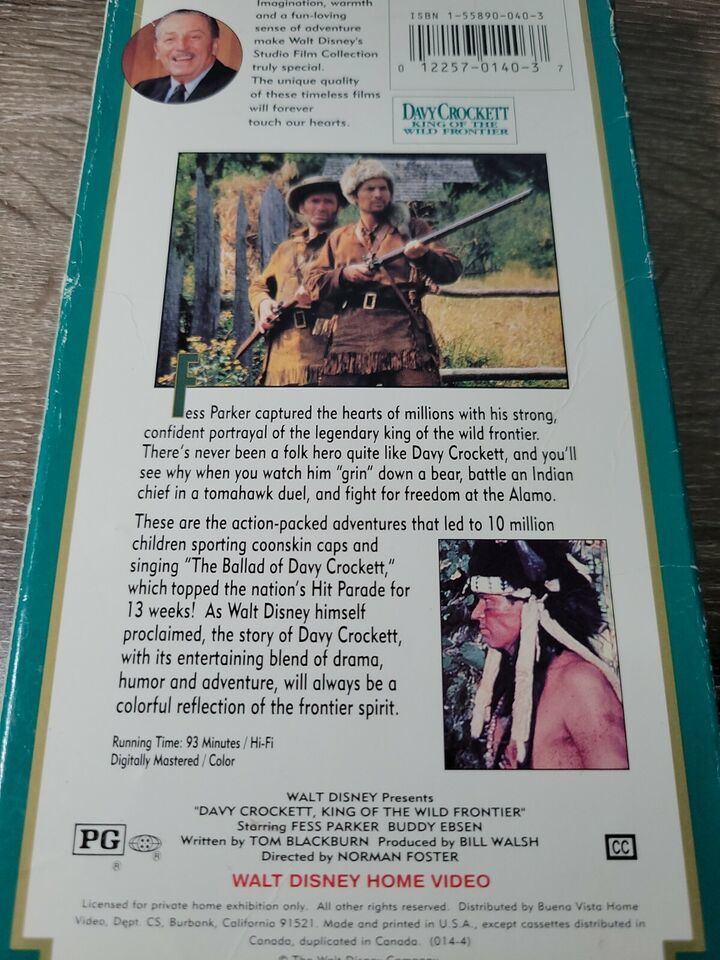 Imagination, warmth
and a fun-loving
sense of adventure
make Walt Disney's
Studio Film Collection
truly special.
The unique quality
of these timeless films
will forever
touch our hearts.
ISBN 1-55890-040-3
0 12257-0140-3 7
DAVY CROCKETT
KING OF THE
WILD FRONTIER
Fess Parker captured the hearts of millions with his strong,
confident portrayal of the legendary king of the wild frontier.
There's never been a folk hero quite like Davy Crockett, and you'll
see why when you watch him "grin" down a bear, battle an Indian
chief in a tomahawk duel, and fight for freedom at the Alamo.
These are the action-packed adventures that led to 10 million
children sporting coonskin caps and
singing "The Ballad of Davy Crockett,"
which topped the nation's Hit Parade for
13 weeks! As Walt Disney himself
proclaimed, the story of Davy Crockett,
with its entertaining blend of drama,
humor and adventure, will always be a
colorful reflection of the frontier spirit.
Running Time: 93 Minutes / Hi-Fi
Digitally Mastered / Color
WALT DISNEY Presents
"DAVY CROCKETT, KING OF THE WILD FRONTIER"
Starring FESS PARKER BUDDY EBSEN
Written by TOM BLACKBURN Produced by BILL WALSH
Directed by NORMAN FOSTER
PG ®
®
CC
WALT DISNEY HOME VIDEO
Licensed for private home exhibition only. All other rights reserved. Distributed by Buena Vista Home
Video, Dept. CS, Burbank, California 91521. Made and printed in U.S.A., except cassettes distributed in
Canada, duplicated in Canada. (014-4)
© The Walt Disney Company